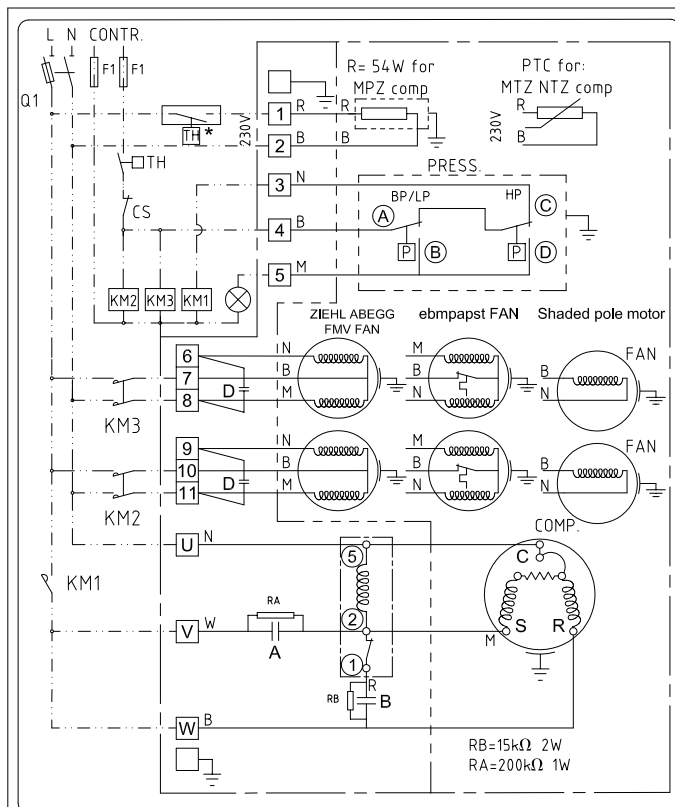 L N CONTR.
F1 F1
Q1
R= 54W for
MPZ comp
PTC for:
MTZ NTZ comp
TH *
230V
1 R R
2 B B
230V
R
B
TH
CS
PRESS.
3 N
BP/LP
HP
A
C
4 B
P B
P D
5 M
KM2 KM3 KM1
ZIEHL ABEGG
FMV FAN
ebmpapst FAN
Shaded pole motor
6 N M
FAN
7 B B B
8 D M N N
KM3
9 N M
FAN
10 B B B
11 D M N N
KM2
COMP.
U N
5
C
KM1
RA
V W
2
S R
M
A
1
R
RB B
W B
RB=15kΩ 2W
RA=200kΩ 1W